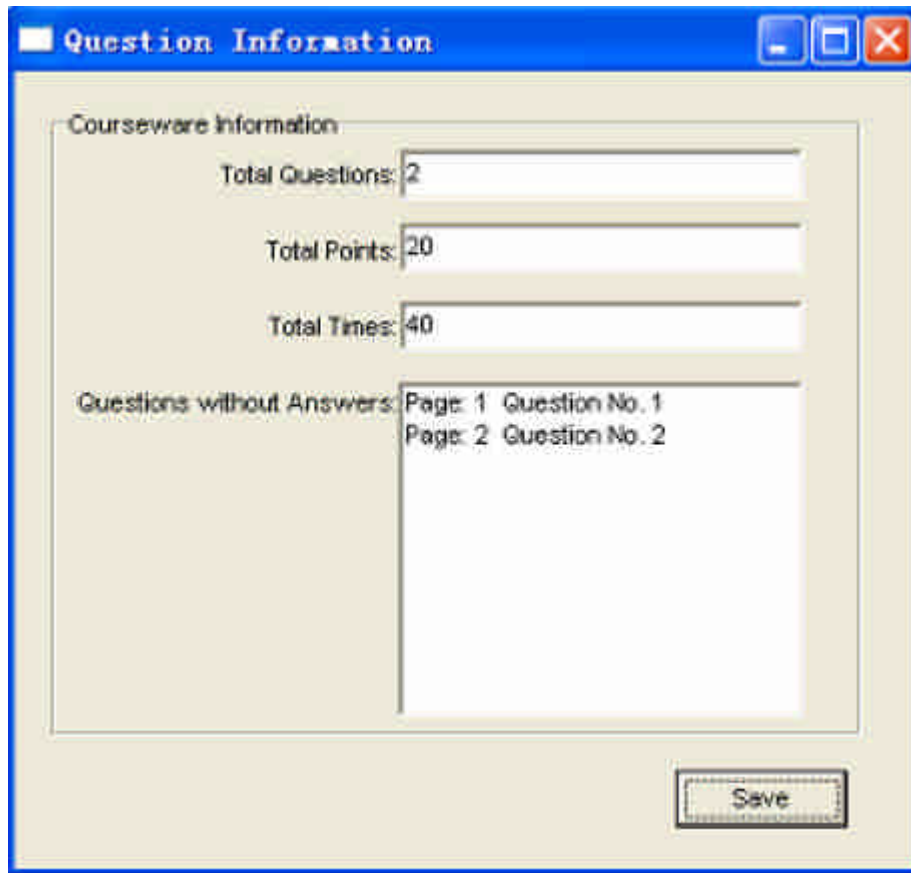 Question Information
Courseware Information
Total Questions: 2
Total Points: 20
Total Times: 40
Questions without Answers: Page: 1 Question No. 1
Page: 2 Question No. 2
Save